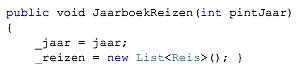 public void JaarboekReizen(int pintJaar)
{
_jaar = jaar;
_reizen = new List<Reis>(); }